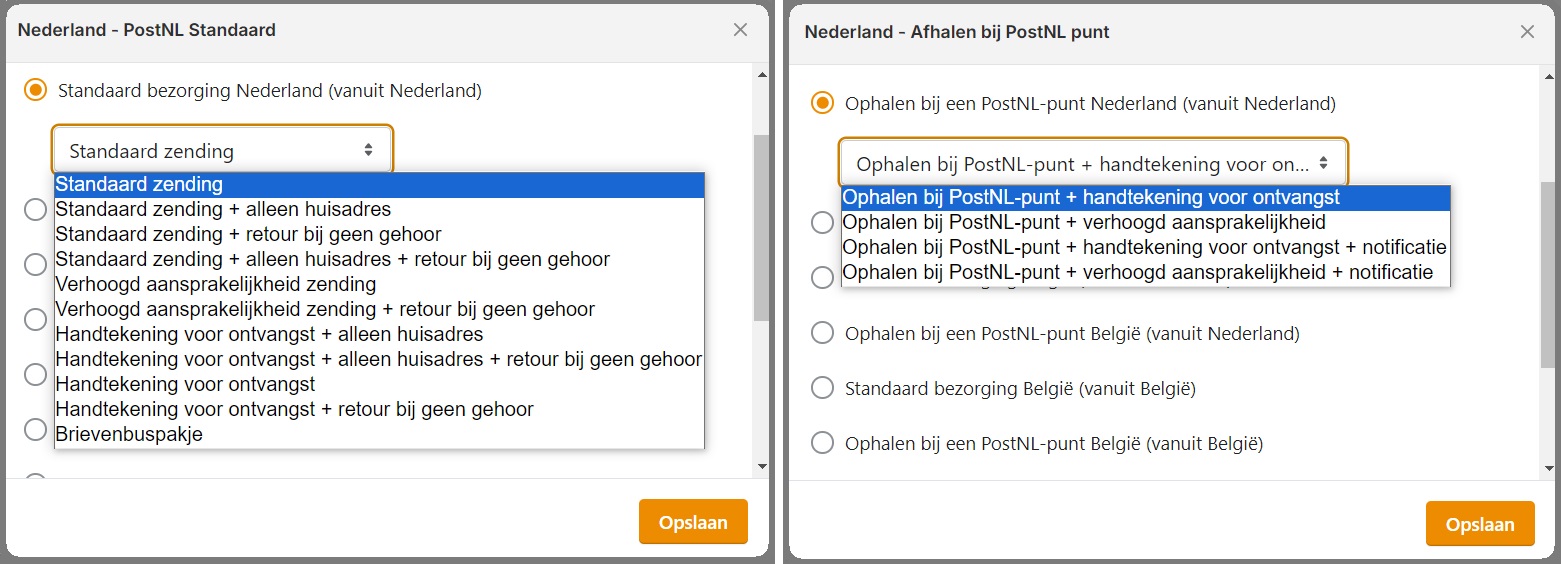 Nederland - PostNL Standaard
Standaard bezorging Nederland (vanuit Nederland)
Standaard zending
Standaard zending
Standaard zending + alleen huisadres
Standaard zending + retour bij geen gehoor
Standaard zending + alleen huisadres + retour bij geen gehoor
Verhoogd aansprakelijkheid zending
Verhoogd aansprakelijkheid zending + retour bij geen gehoor
Handtekening voor ontvangst + alleen huisadres
Handtekening voor ontvangst + alleen huisadres + retour bij geen gehoor
Handtekening voor ontvangst
Handtekening voor ontvangst + retour bij geen gehoor
Brievenbuspakje
Opslaan
Nederland - Afhalen bij PostNL punt
Ophalen bij een PostNL-punt Nederland (vanuit Nederland)
Ophalen bij PostNL-punt + handtekening voor on...
Ophalen bij PostNL-punt + handtekening voor ontvangst
Ophalen bij PostNL-punt + verhoogd aansprakelijkheid
Ophalen bij PostNL-punt + handtekening voor ontvangst + notificatie
Ophalen bij PostNL-punt + verhoogd aansprakelijkheid + notificatie
Ophalen bij een PostNL-punt België (vanuit Nederland)
Standaard bezorging België (vanuit België)
Ophalen bij een PostNL-punt België (vanuit België)
Opslaan